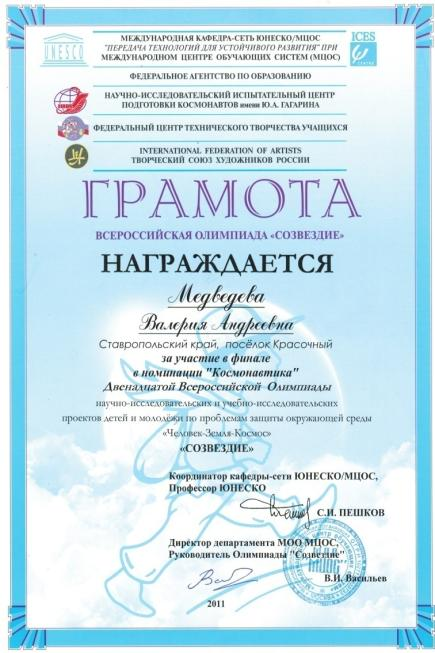 UNESCO
МЕЖДУНАРОДНАЯ КАФЕДРА-СЕТЬ ЮНЕСКО/МЦОС
"ПЕРЕДАЧА ТЕХНОЛОГИЙ ДЛЯ УСТОЙЧИВОГО РАЗВИТИЯ" ПРИ
МЕЖДУНАРОДНОМ ЦЕНТРЕ ОБУЧАЮЩИХ СИСТЕМ (МЦОС)
ICES
ФЕДЕРАЛЬНОЕ АГЕНТСТВО ПО ОБРАЗОВАНИЮ
НАУЧНО-ИССЛЕДОВАТЕЛЬСКИЙ ИСПЫТАТЕЛЬНЫЙ ЦЕНТР
ПОДГОТОВКИ КОСМОНАВТОВ имени Ю.А. ГАГАРИНА
ФЕДЕРАЛЬНЫЙ ЦЕНТР ТЕХНИЧЕСКОГО ТВОРЧЕСТВА УЧАЩИХСЯ
INTERNATIONAL FEDERATION OF ARTISTS
ТВОРЧЕСКИЙ СОЮЗ ХУДОЖНИКОВ РОССИИ
ГРАМОТА
ВСЕРОССИЙСКАЯ ОЛИМПИАДА «СОЗВЕЗДИЕ»
НАГРАЖДАЕТСЯ
Медведева
Валерия Андреевна
Ставропольский край, посёлок Красочный
за участие в финале
в номинации "Космонавтика"
Двенадцатой Всероссийской Олимпиады
научно-исследовательских и учебно-исследовательских
проектов детей и молодёжи по проблемам защиты окружающей среды
«Человек-Земля-Космос»
«СОЗВЕЗДИЕ»
Координатор кафедры-сети ЮНЕСКО/МЦОС,
Профессор ЮНЕСКО
С.И. ПЕШКОВ
Директор департамента МОО МЦОС,
Руководитель Олимпиады "Созвездие"
В.И. Васильев
2011